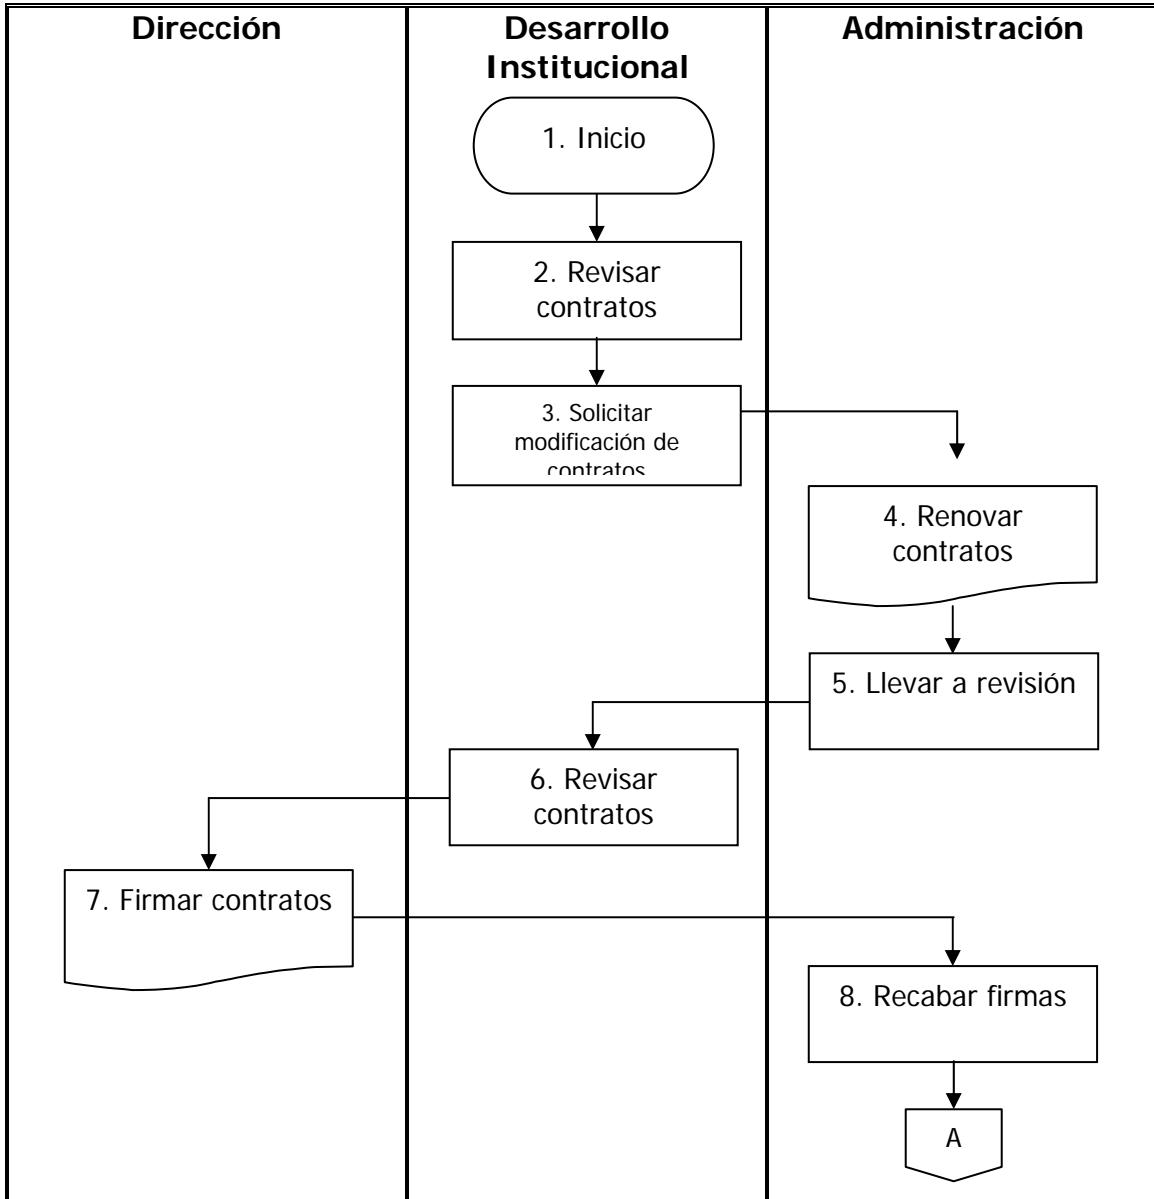 Dirección
Desarrollo
Institucional
Administración
1. Inicio
2. Revisar
contratos
3. Solicitar
modificación de
contratos
4. Renovar
contratos
5. Llevar a revisión
6. Revisar
contratos
7. Firmar contratos
8. Recabar firmas
A